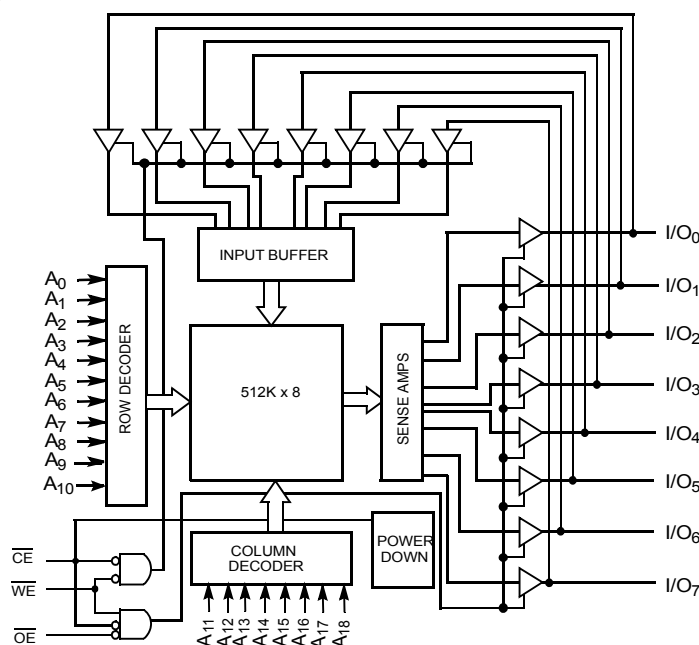 INPUT BUFFER
I/O0
I/O1
I/O2
I/O3
I/O4
I/O5
I/O6
I/O7
A0
A1
A2
A3
A4
A5
A6
A7
A8
A9
A10
ROW DECODER
512K x 8
SENSE AMPS
CE
WE
OE
COLUMN
DECODER
POWER
DOWN
A11
A12
A13
A14
A15
A16
A17
A18